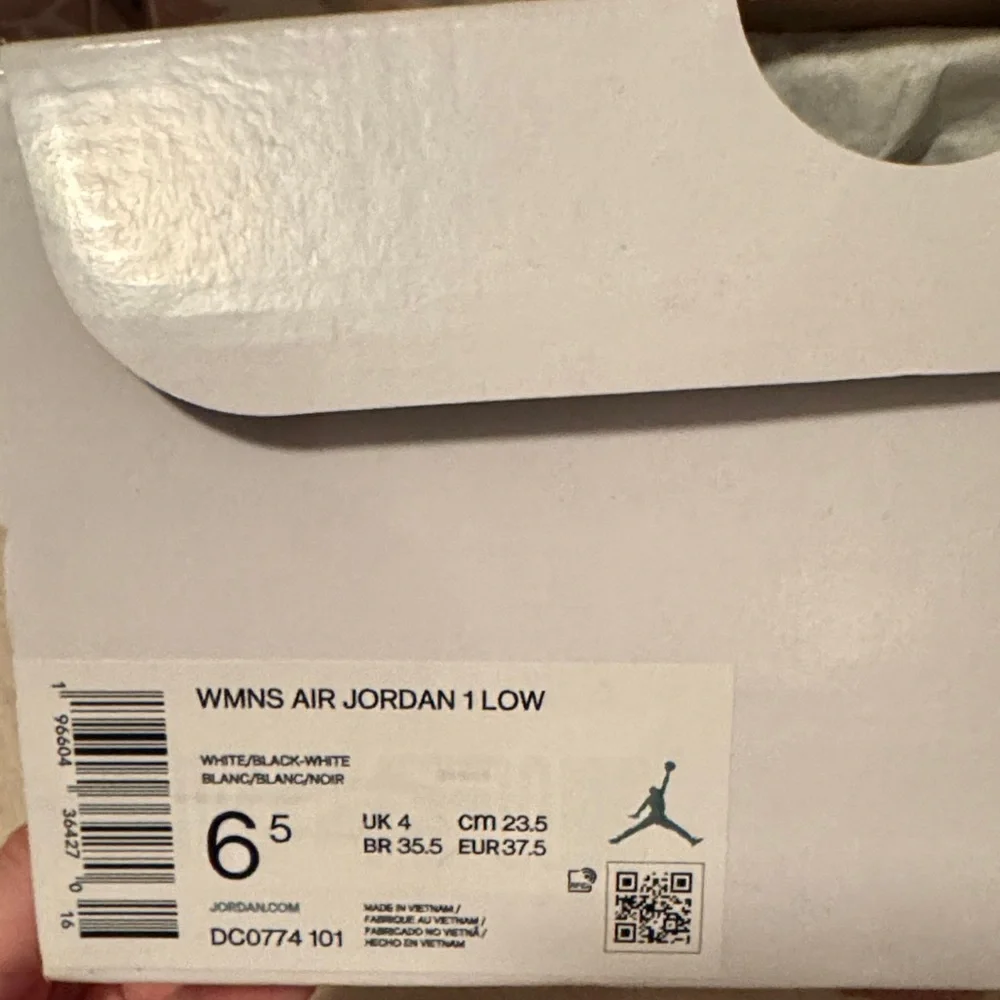 WMNS AIR JORDAN 1 LOW
WHITE/BLACK-WHITE
BLANC/BLANC/NOIR
6 5
UK 4 cm 23.5
BR 35.5 EUR 37.5
JORDAN.COM
DC0774 101
MADE IN VIETNAM /
FABRIQUE AU VIETNAM /
FABRICADO NO VIETNÃ /
HECHO EN VIETNAM
1 96604 36427 0 16